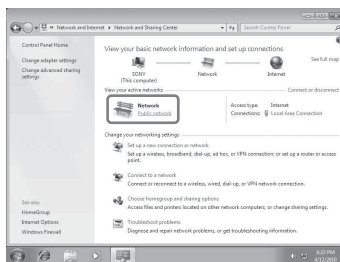 « Network and Internet ▸ Network and Sharing Center
Search Control Panel
Control Panel Home
Change adapter settings
Change advanced sharing
settings
View your basic network information and set up connections
See full map
SONY
(This computer)
Network
Internet
View your active networks
Connect or disconnect
Network
Public network
Access type: Internet
Connections: Local Area Connection
Change your networking settings
Set up a new connection or network
Set up a wireless, broadband, dial-up, ad hoc, or VPN connection; or set up a router or access
point.
Connect to a network
Connect or reconnect to a wireless, wired, dial-up, or VPN network connection.
Choose homegroup and sharing options
Access files and printers located on other network computers, or change sharing settings.
Troubleshoot problems
Diagnose and repair network problems, or get troubleshooting information.
See also
HomeGroup
Internet Options
Windows Firewall
8:33 PM
4/12/2010